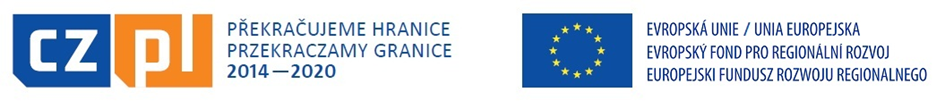 cz pl
PŘEKRAČUJEME HRANICE
PRZEKRACZAMY GRANICE
2014—2020
EVROPSKÁ UNIE / UNIA EUROPEJSKA
EVROPSKÝ FOND PRO REGIONÁLNÍ ROZVOJ
EUROPEJSKI FUNDUSZ ROZWOJU REGIONALNEGO